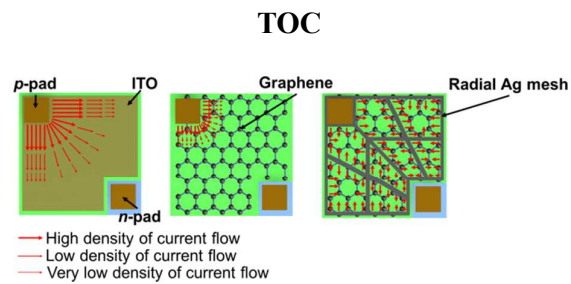 TOC
p-pad
ITO
Graphene
Radial Ag mesh
n-pad
High density of current flow
Low density of current flow
Very low density of current flow